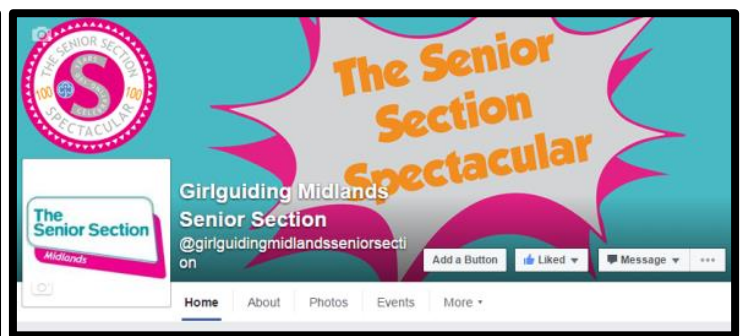 THE SENIOR SECTION
SPECTACULAR
100
100
The Senior
Section
Spectacular
The
Senior Section
Midlands
Girlguiding Midlands
Senior Section
@girlguidingmidlandsseniorsecti
on
Add a Button
Liked
Message
Home
About
Photos
Events
More